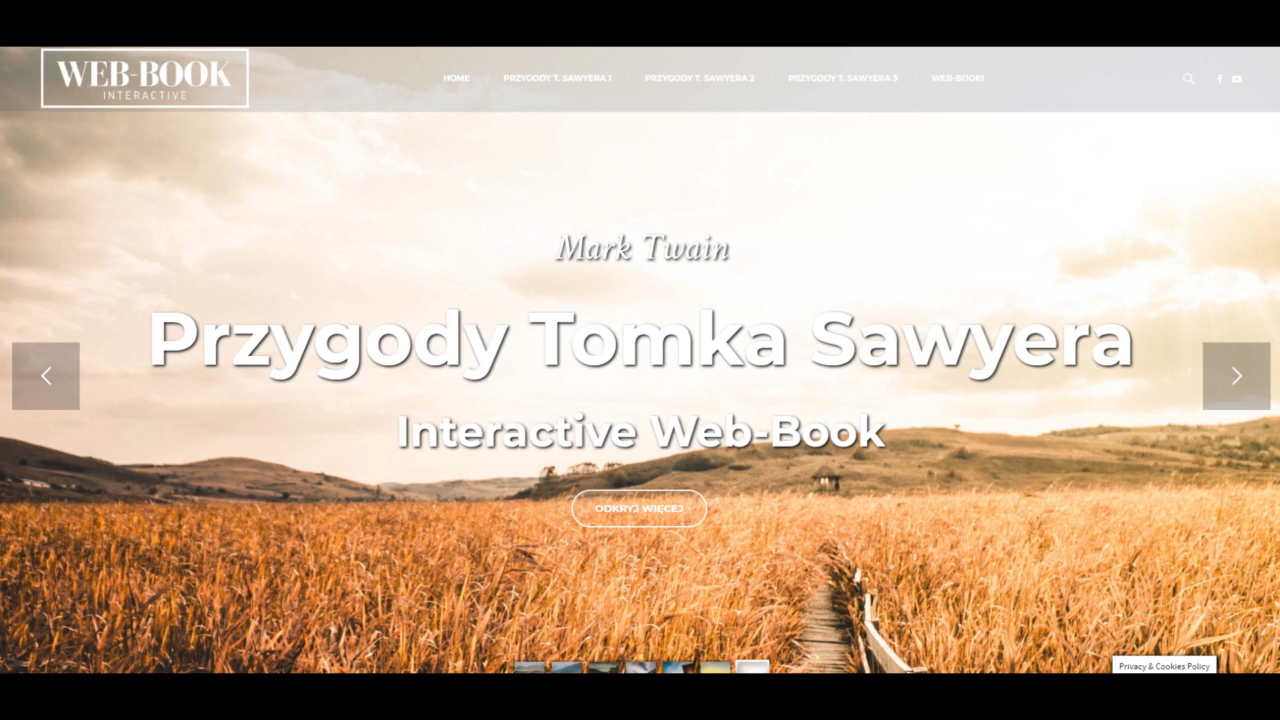 WEB-BOOK
INTERACTIVE
HOME
PRZYGODY T. SAWYERA 1
PRZYGODY T. SAWYERA 2
PRZYGODY T. SAWYERA 3
WEB-BOOKI
Mark Twain
Przygody Tomka Sawyera
Interactive Web-Book
ODKRYJ WIĘCEJ
Privacy & Cookies Policy